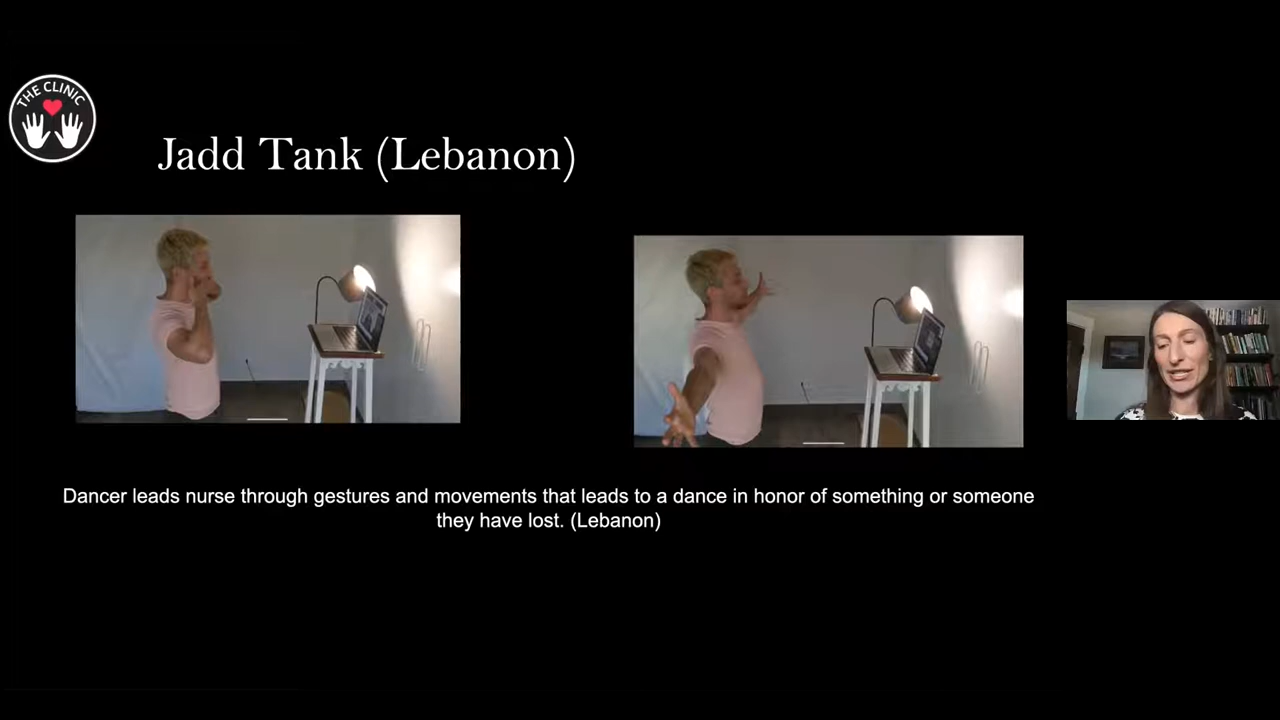 THE CLINIC
Jadd Tank (Lebanon)
Dancer leads nurse through gestures and movements that leads to a dance in honor of something or someone
they have lost. (Lebanon)